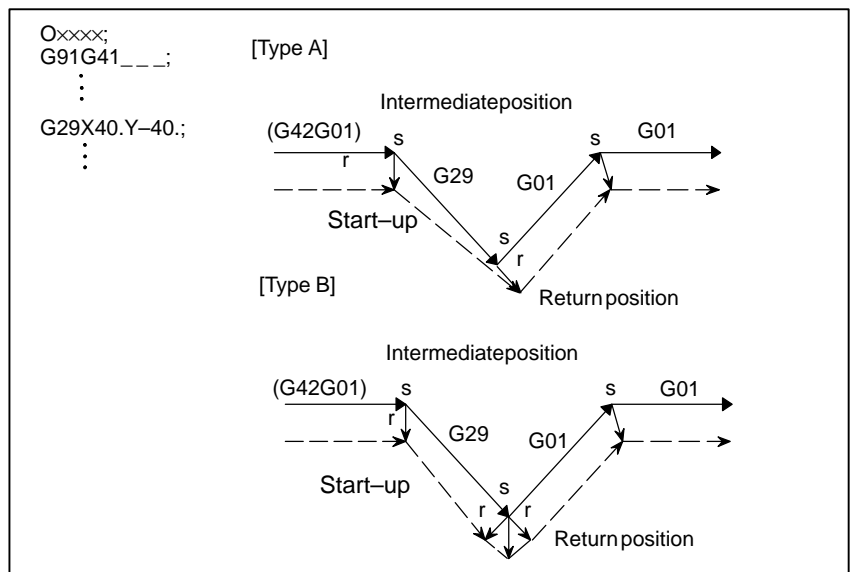 O××××;
G91G41_ _ _;
G29X40.Y–40.;
[Type A]
Intermediateposition
(G42G01)
s
s
G01
r
G29
G01
Start–up
s
r
Returnposition
[Type B]
Intermediateposition
(G42G01)
s
s
G01
r
G29
G01
Start–up
s
r
r
Returnposition